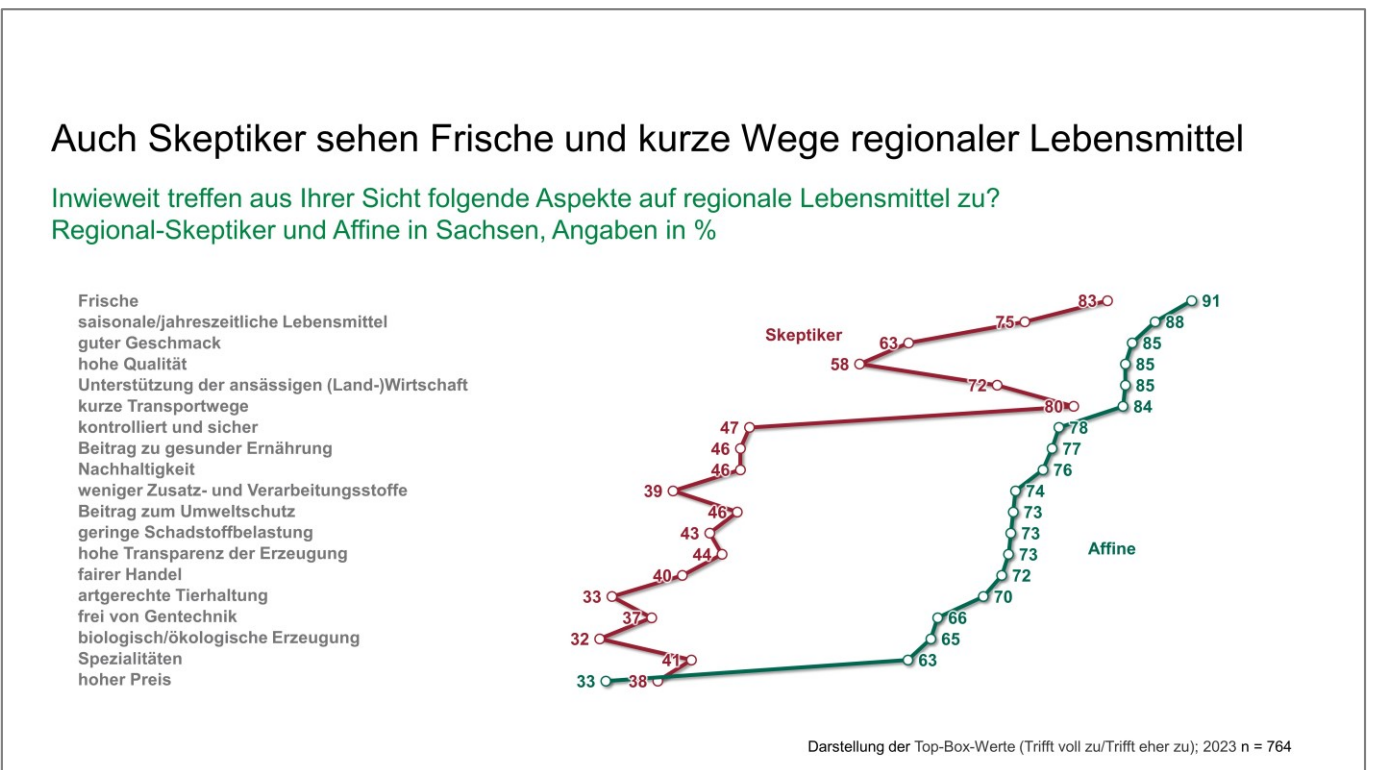 Auch Skeptiker sehen Frische und kurze Wege regionaler Lebensmittel
Inwieweit treffen aus Ihrer Sicht folgende Aspekte auf regionale Lebensmittel zu?
Regional-Skeptiker und Affine in Sachsen, Angaben in %
Frische 83 91
saisonale/jahreszeitliche Lebensmittel 75 88
Skeptiker
guter Geschmack 63 85
hohe Qualität 58 85
Unterstützung der ansässigen (Land-)Wirtschaft 72 85
kurze Transportwege 80 84
kontrolliert und sicher 47 78
Beitrag zu gesunder Ernährung 46 77
Nachhaltigkeit 46 76
weniger Zusatz- und Verarbeitungsstoffe 39 74
Beitrag zum Umweltschutz 46 73
geringe Schadstoffbelastung 43 73
hohe Transparenz der Erzeugung 44 73
Affine
fairer Handel 40 72
artgerechte Tierhaltung 33 70
frei von Gentechnik 37 66
biologisch/ökologische Erzeugung 32 65
Spezialitäten 41 63
hoher Preis 33 38
Darstellung der Top-Box-Werte (Trifft voll zu/Trifft eher zu); 2023 n = 764